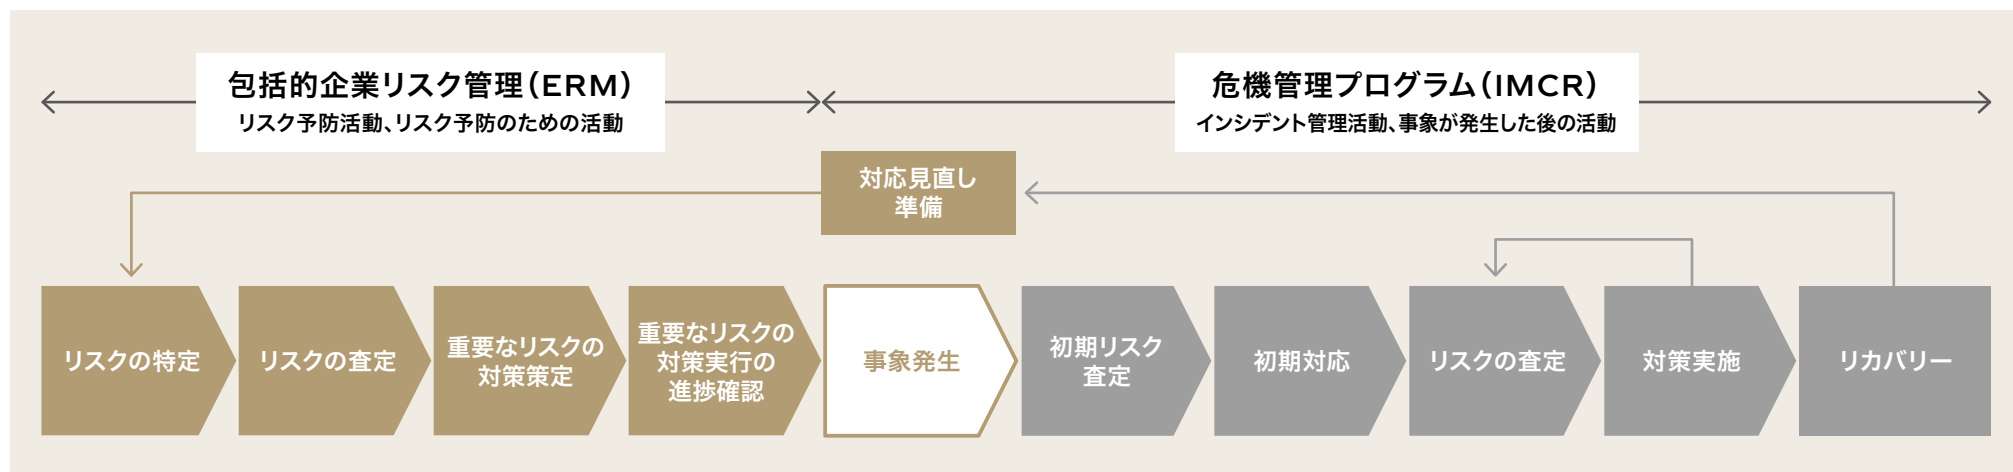 包括的企業リスク管理(ERM)
リスク予防活動、リスク予防のための活動
危機管理プログラム(IMCR)
インシデント管理活動、事象が発生した後の活動
対応見直し
準備
リスクの特定
リスクの査定
重要なリスクの
対策策定
重要なリスクの
対策実行の
進捗確認
事象発生
初期リスク
査定
初期対応
リスクの査定
対策実施
リカバリー